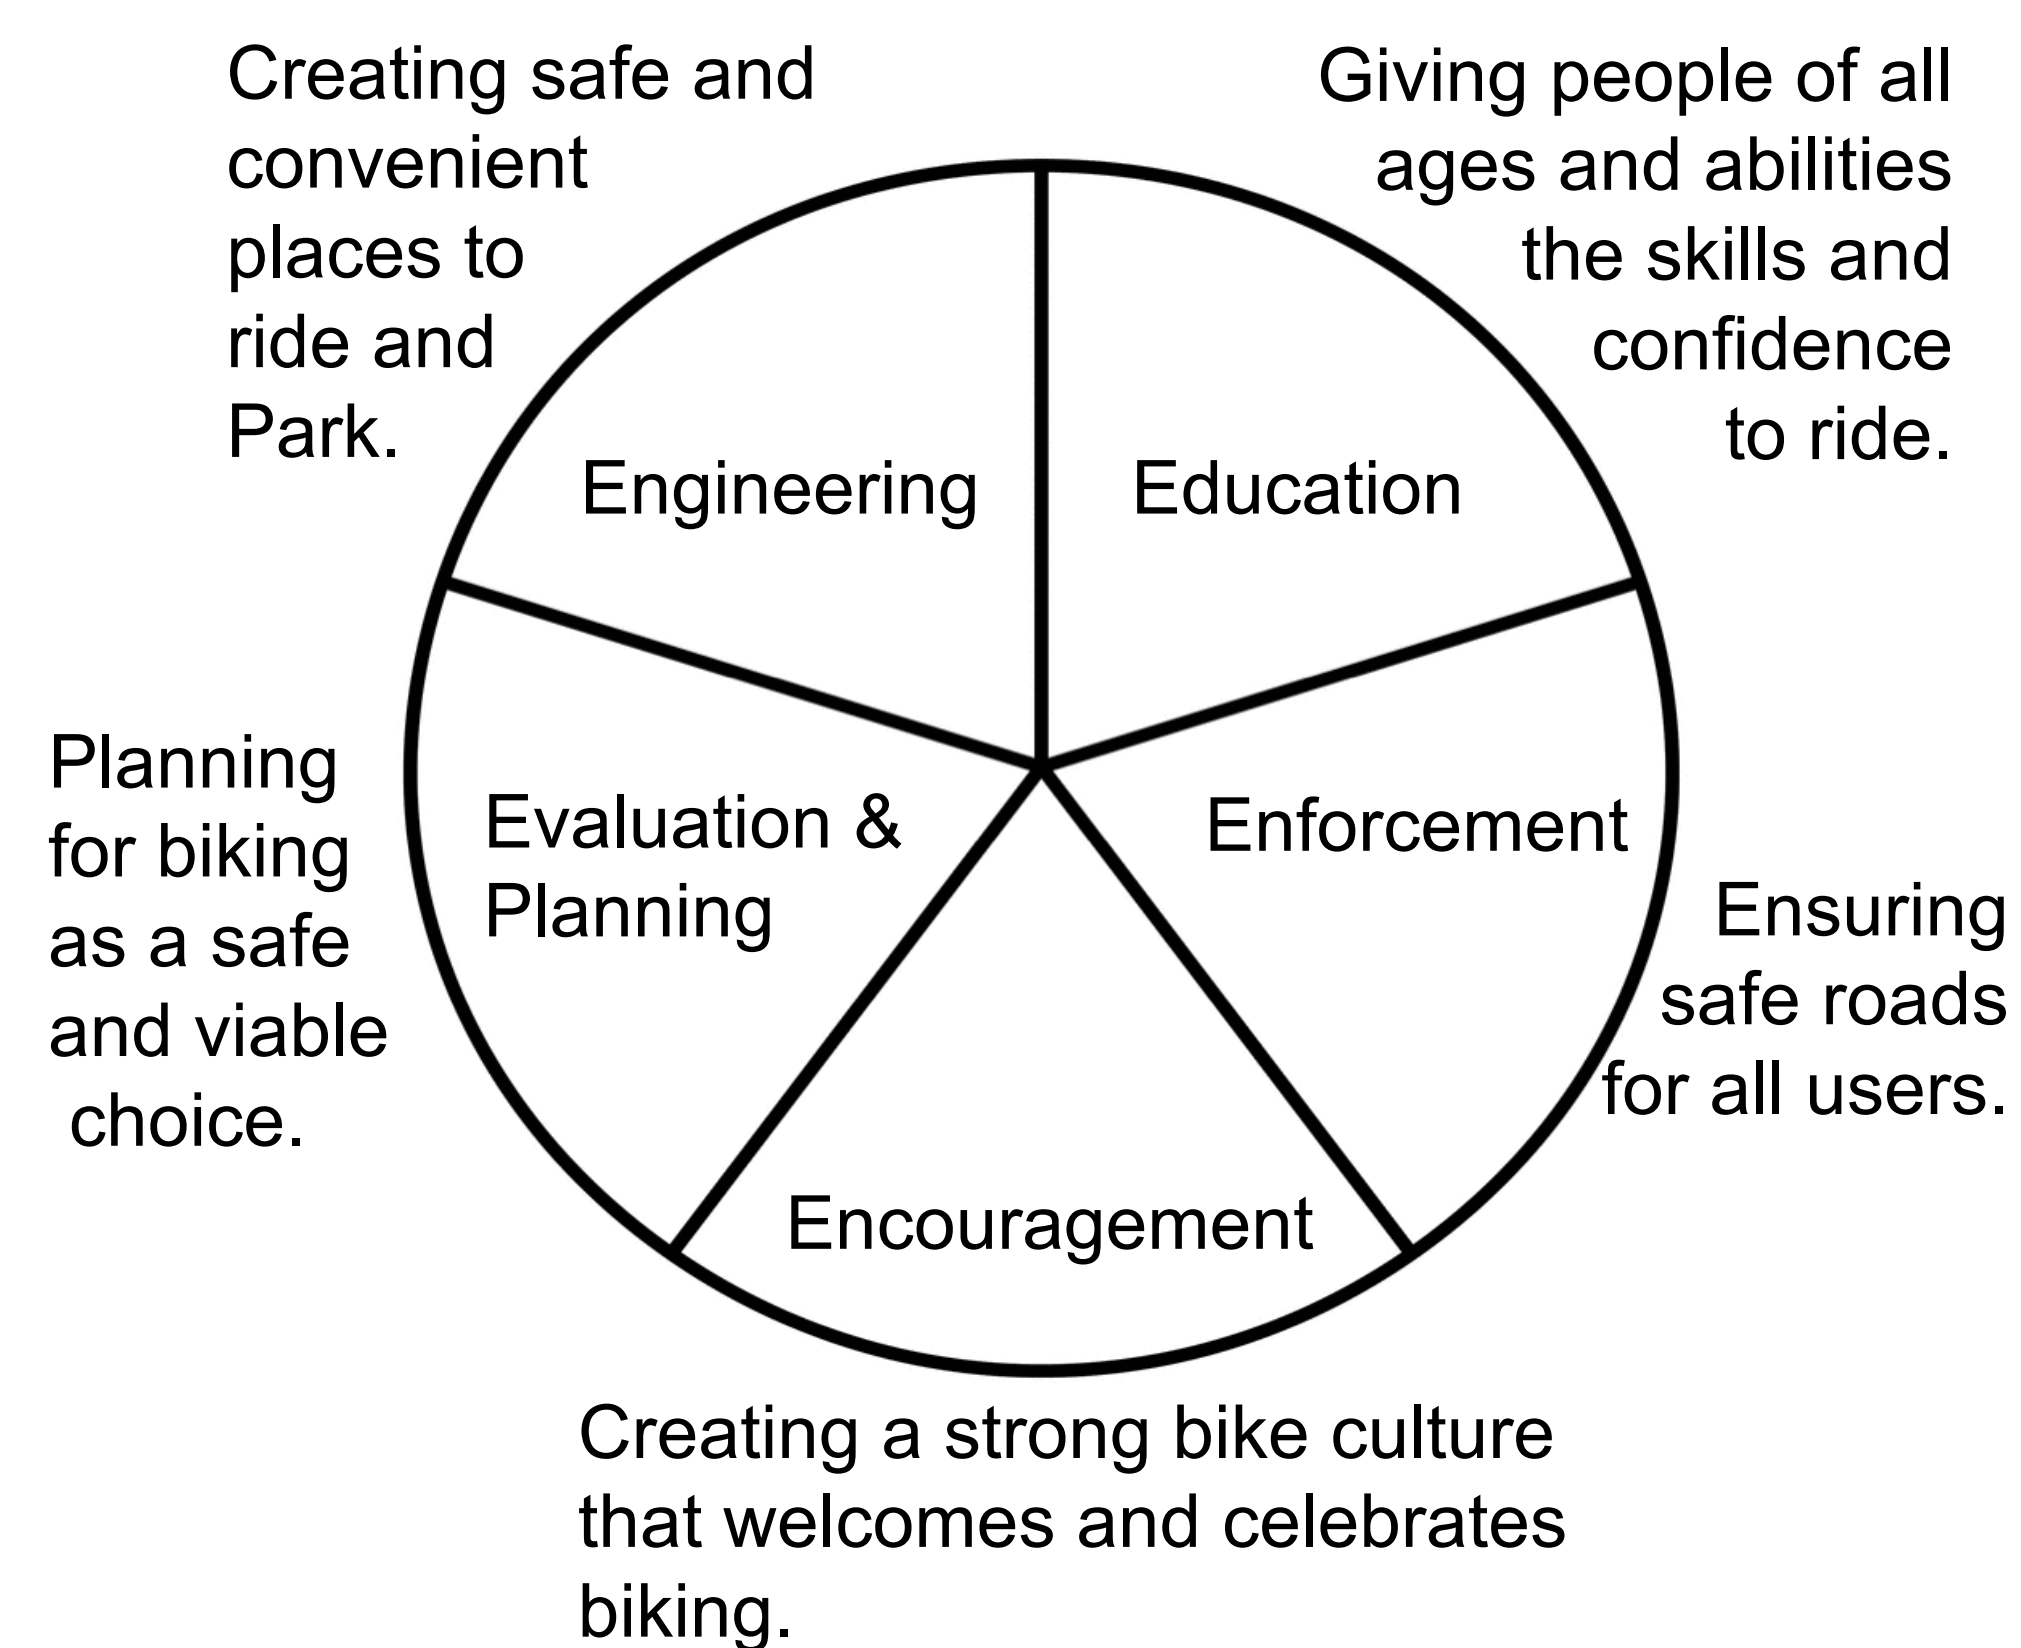 Creating safe and
convenient
places to
ride and
Park.
Giving people of all
ages and abilities
the skills and
confidence
to ride.
Engineering
Education
Planning
for biking
as a safe
and viable
choice.
Evaluation &
Planning
Enforcement
Ensuring
safe roads
for all users.
Encouragement
Creating a strong bike culture
that welcomes and celebrates
biking.